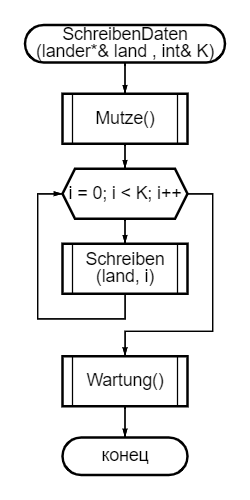 SchreibenDaten
(lander*& land , int& K)
Mutze()
i = 0; i < K; i++
Schreiben
(land, i)
Wartung()
конец